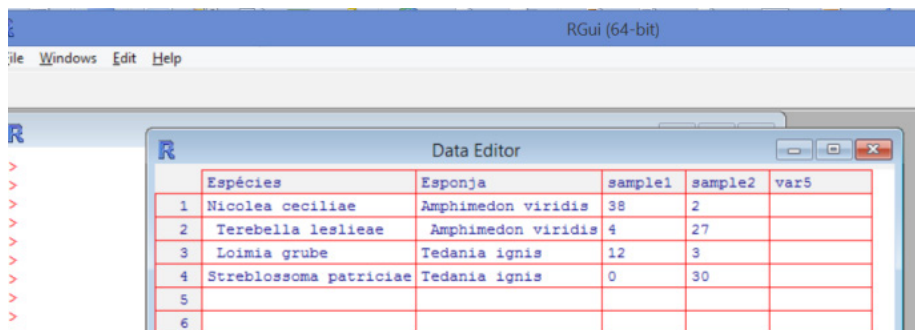 RGui (64-bit)
File Windows Edit Help
R
R Data Editor
Espécies Esponja sample1 sample2 var5
1 Nicolea ceciliae Amphimedon viridis 38 2
2 Terebella leslieae Amphimedon viridis 4 27
3 Loimia grube Tedania ignis 12 3
4 Streblossoma patriciae Tedania ignis 0 30
5
6
>
>
>
>
>
>
>